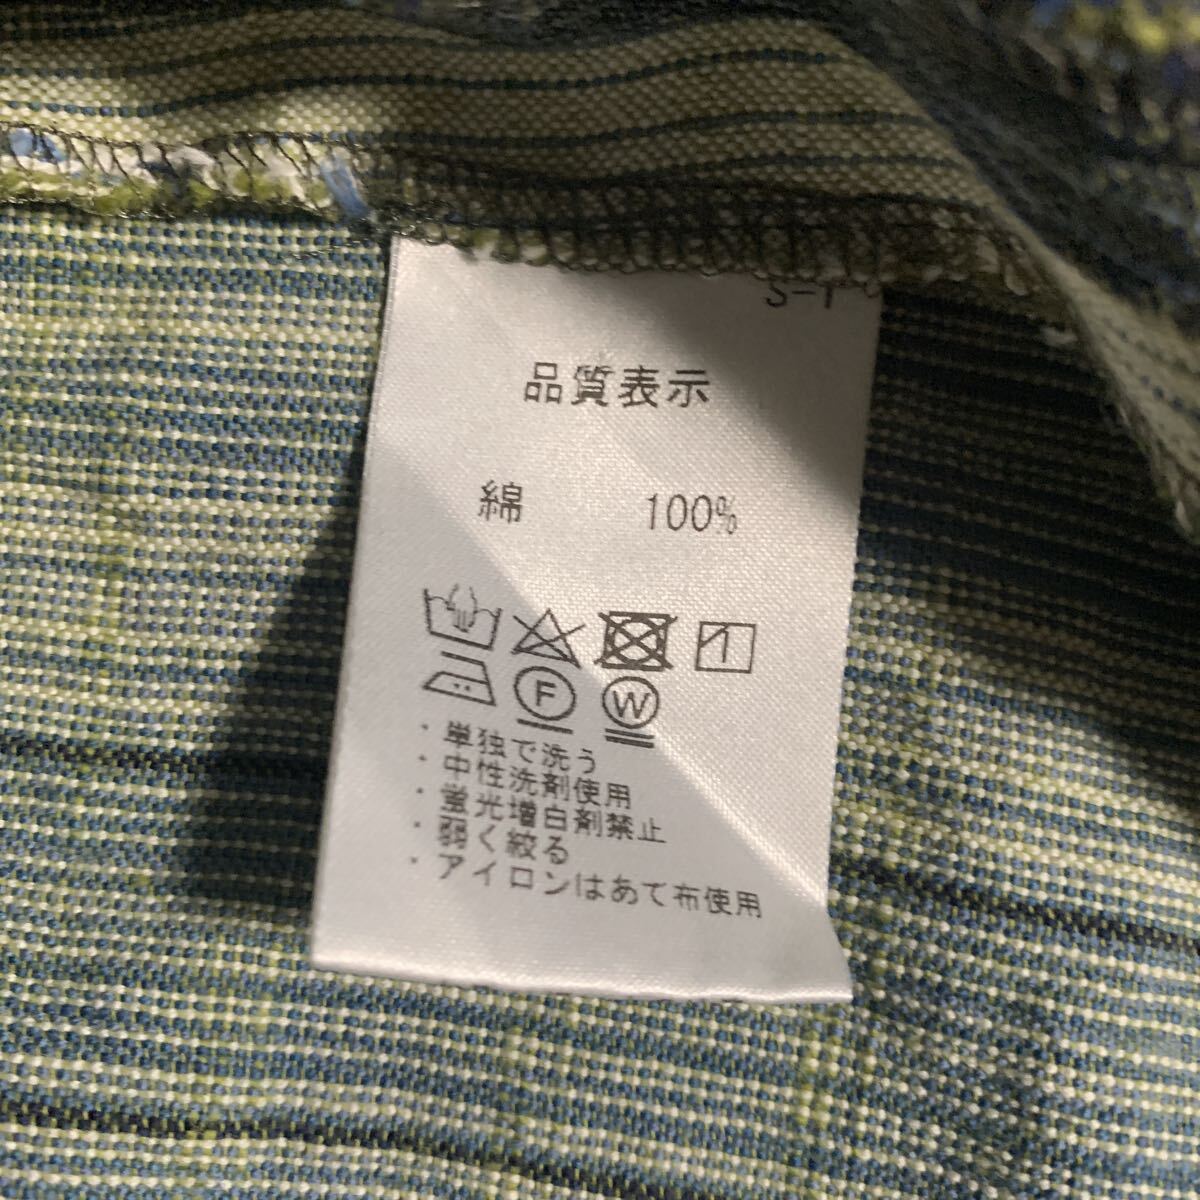 S-1
品質表示
綿 100%
F W
・単独で洗う
・中性洗剤使用
・蛍光増白剤禁止
・弱く絞る
・アイロンはあて布使用